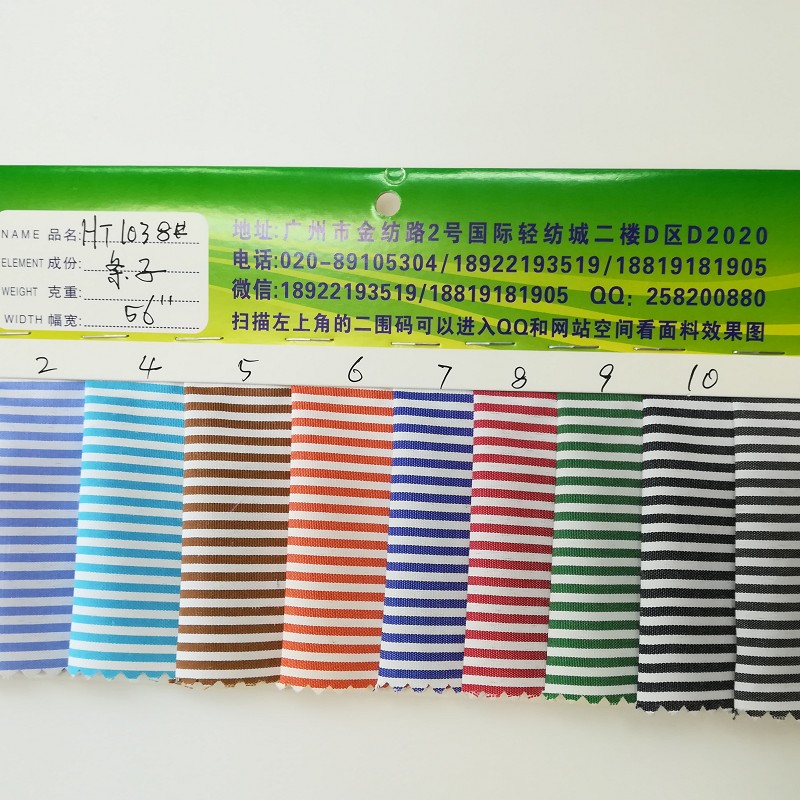 NAME 品名: HT1038#
ELEMENT 成份: 条子
WEIGHT 克重:
WIDTH 幅宽: 56"
地址:广州市金纺路2号国际轻纺城二楼D区D2020
电话:020-89105304/18922193519/18819181905
微信:18922193519/18819181905 QQ: 258200880
扫描左上角的二围码可以进入QQ和网站空间看面料效果图
2 4 5 6 7 8 9 10